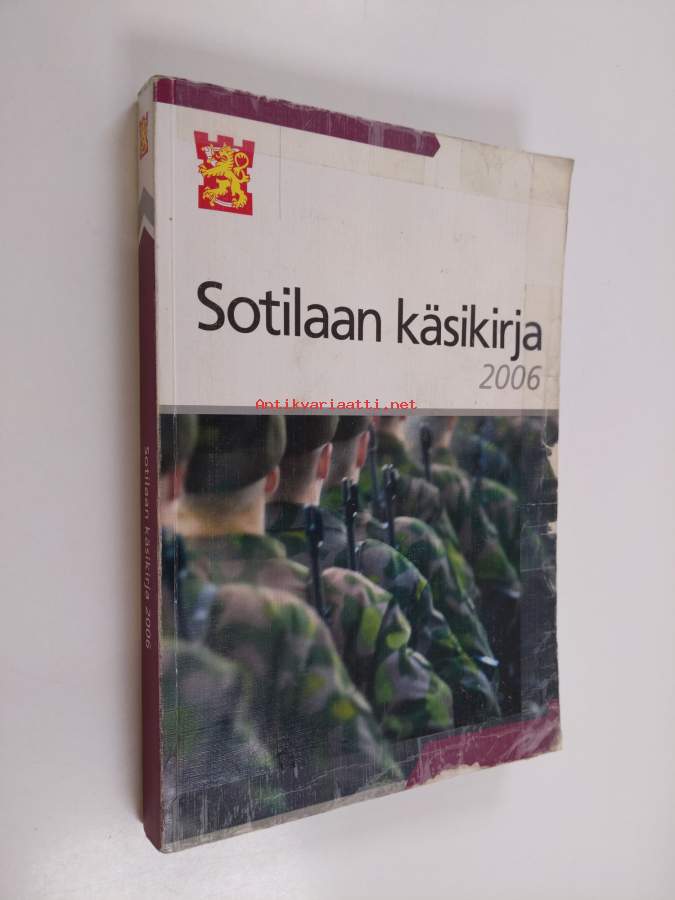 Sotilaan käsikirja
2006
Antikvariaatti.net
Sotilaan käsikirja 2006